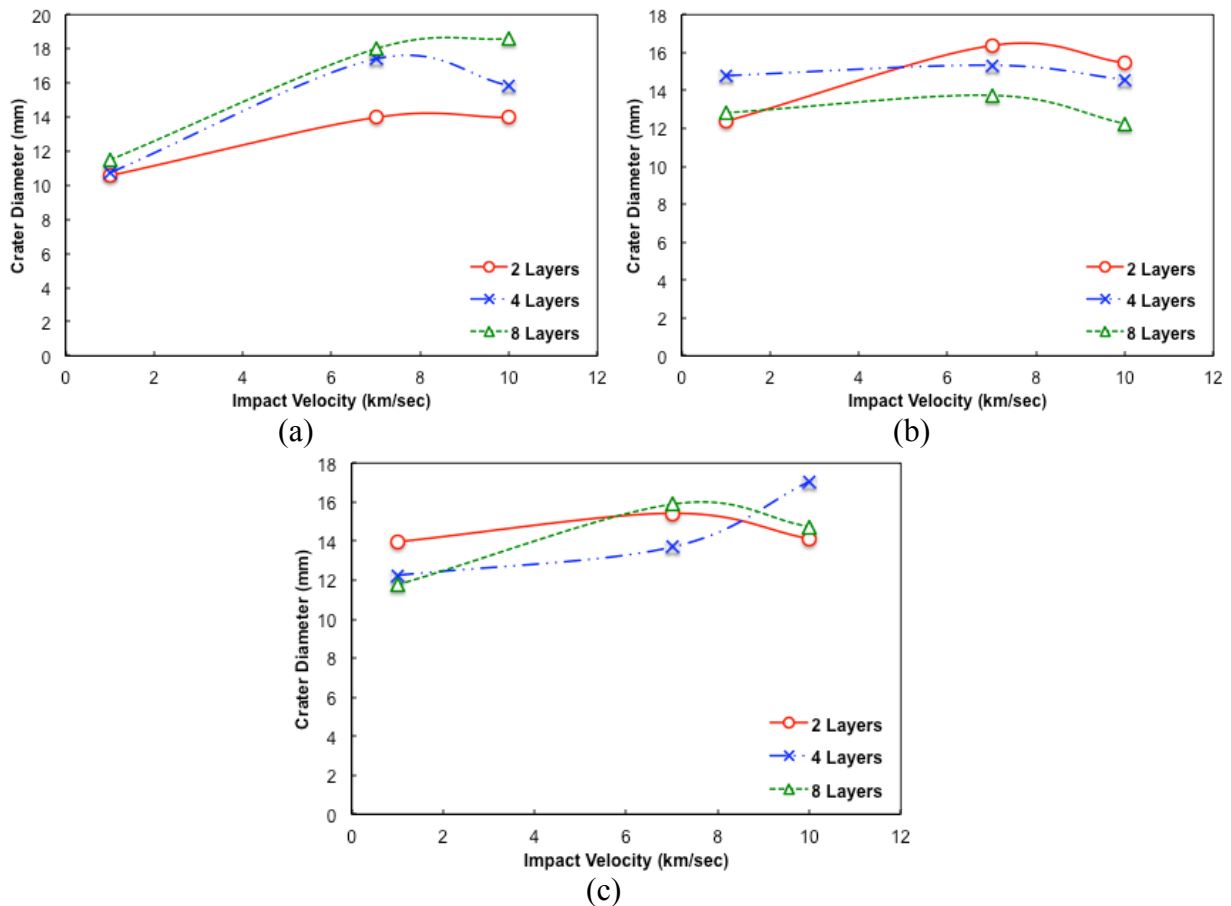 20
18
16
14
12
10
8
6
4
2
0
Crater Diameter (mm)
2 Layers
4 Layers
8 Layers
0 2 4 6 8 10 12
Impact Velocity (km/sec)
(a)
18
16
14
12
10
8
6
4
2
0
Crater Diameter (mm)
2 Layers
4 Layers
8 Layers
0 2 4 6 8 10 12
Impact Velocity (km/sec)
(b)
18
16
14
12
10
8
6
4
2
0
Crater Diameter (mm)
2 Layers
4 Layers
8 Layers
0 2 4 6 8 10 12
Impact Velocity (km/sec)
(c)